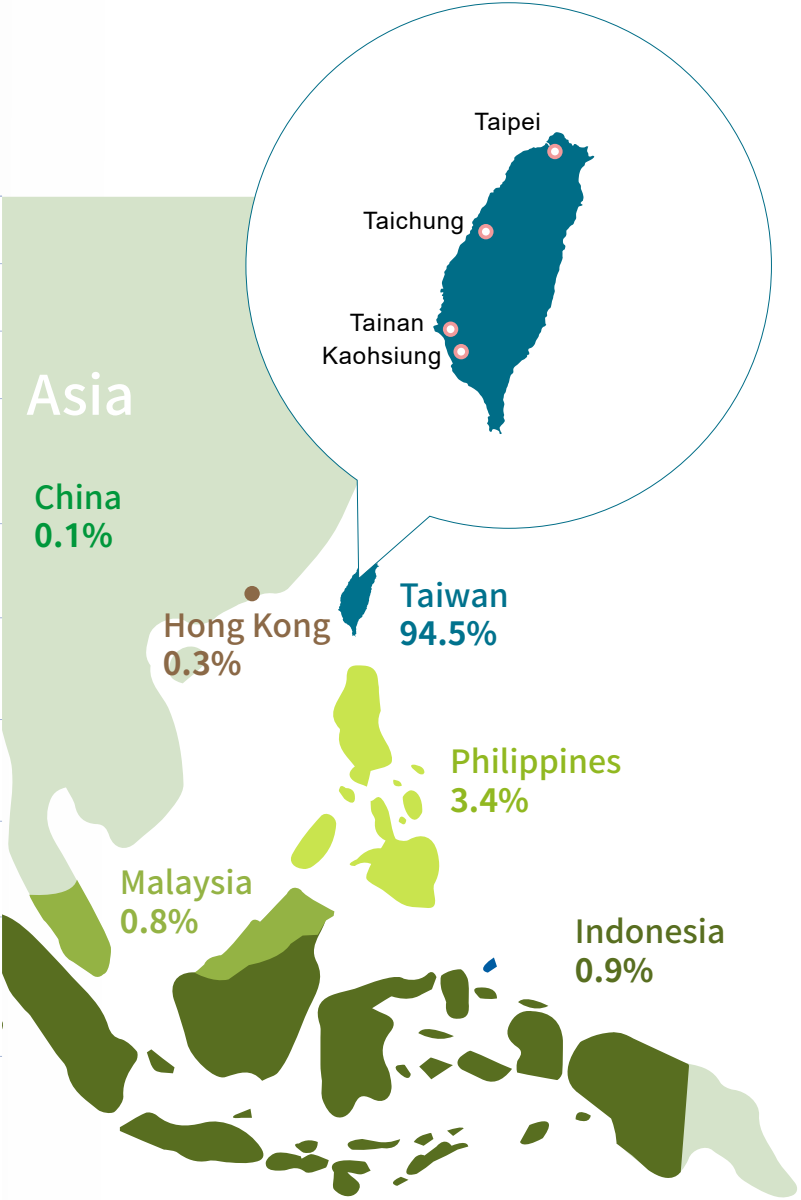 Taipei
Taichung
Tainan
Kaohsiung
Asia
China
0.1%
Taiwan
94.5%
Hong Kong
0.3%
Philippines
3.4%
Malaysia
0.8%
Indonesia
0.9%